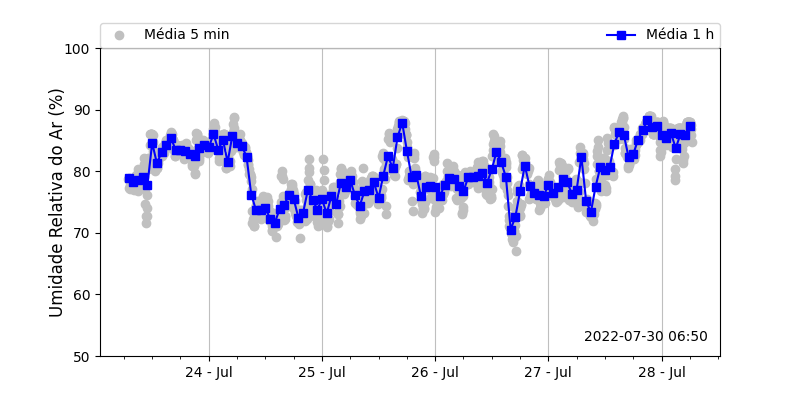 Média 5 min
Média 1 h
Umidade Relativa do Ar (%)
100
90
80
70
60
50
2022-07-30 06:50
24 - Jul
25 - Jul
26 - Jul
27 - Jul
28 - Jul